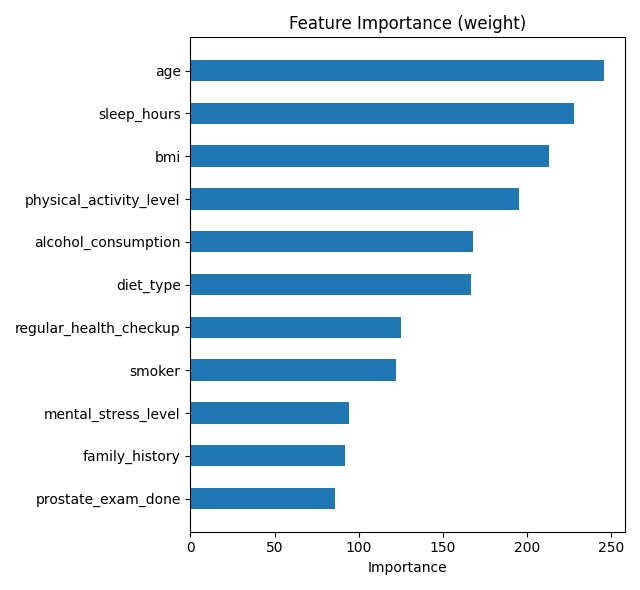 Feature Importance (weight)
age
sleep_hours
bmi
physical_activity_level
alcohol_consumption
diet_type
regular_health_checkup
smoker
mental_stress_level
family_history
prostate_exam_done
0 50 100 150 200 250
Importance